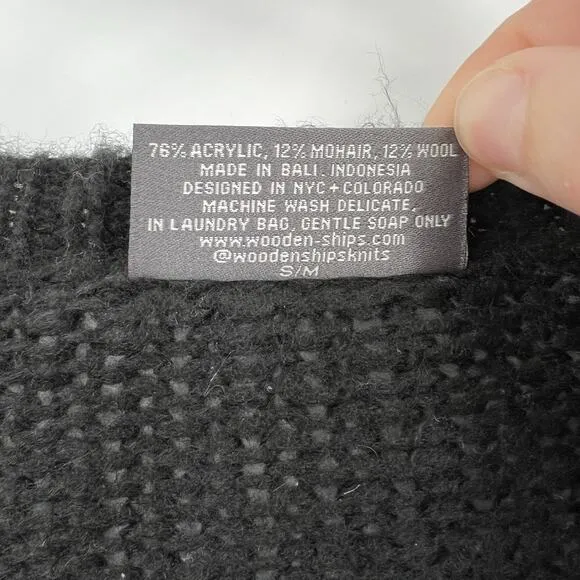 76% ACRYLIC, 12% MOHAIR, 12% WOOL
MADE IN BALI, INDONESIA
DESIGNED IN NYC + COLORADO
MACHINE WASH DELICATE,
IN LAUNDRY BAG, GENTLE SOAP ONLY
www.wooden-ships.com
@woodenshipsknits
S/M